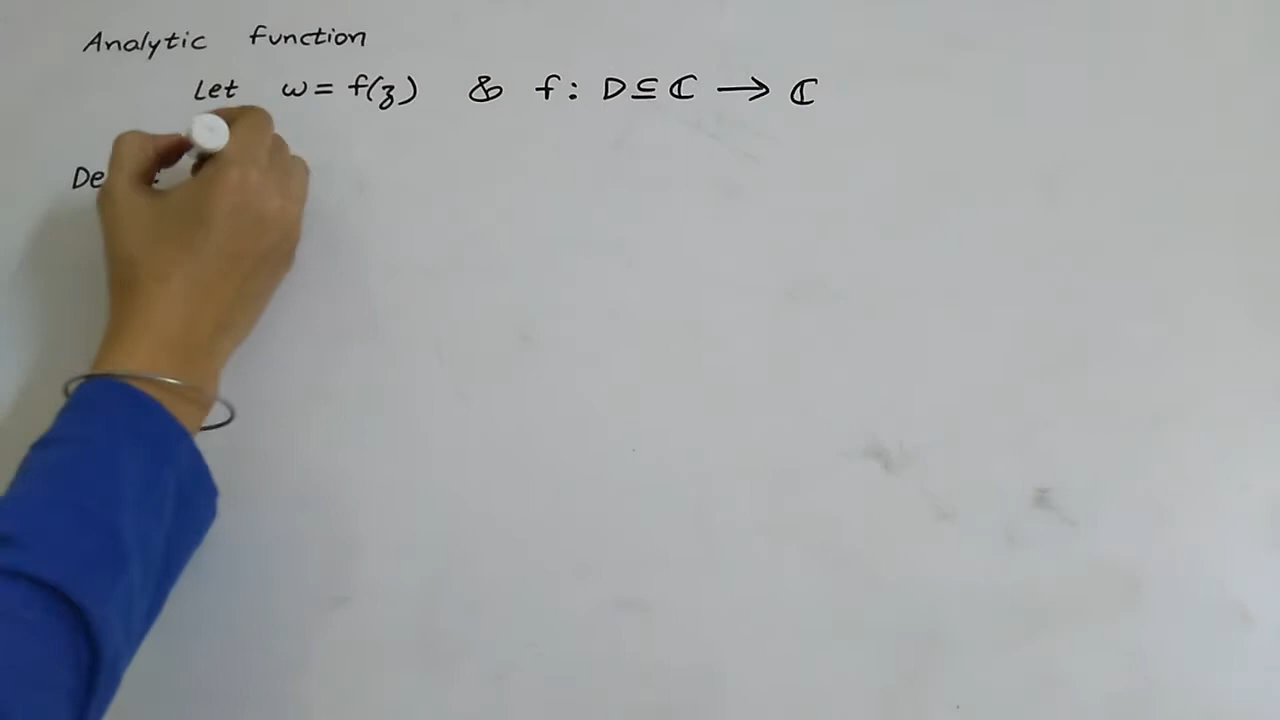 Analytic function
Let w = f(z) & f : D ⊆ ℂ → ℂ